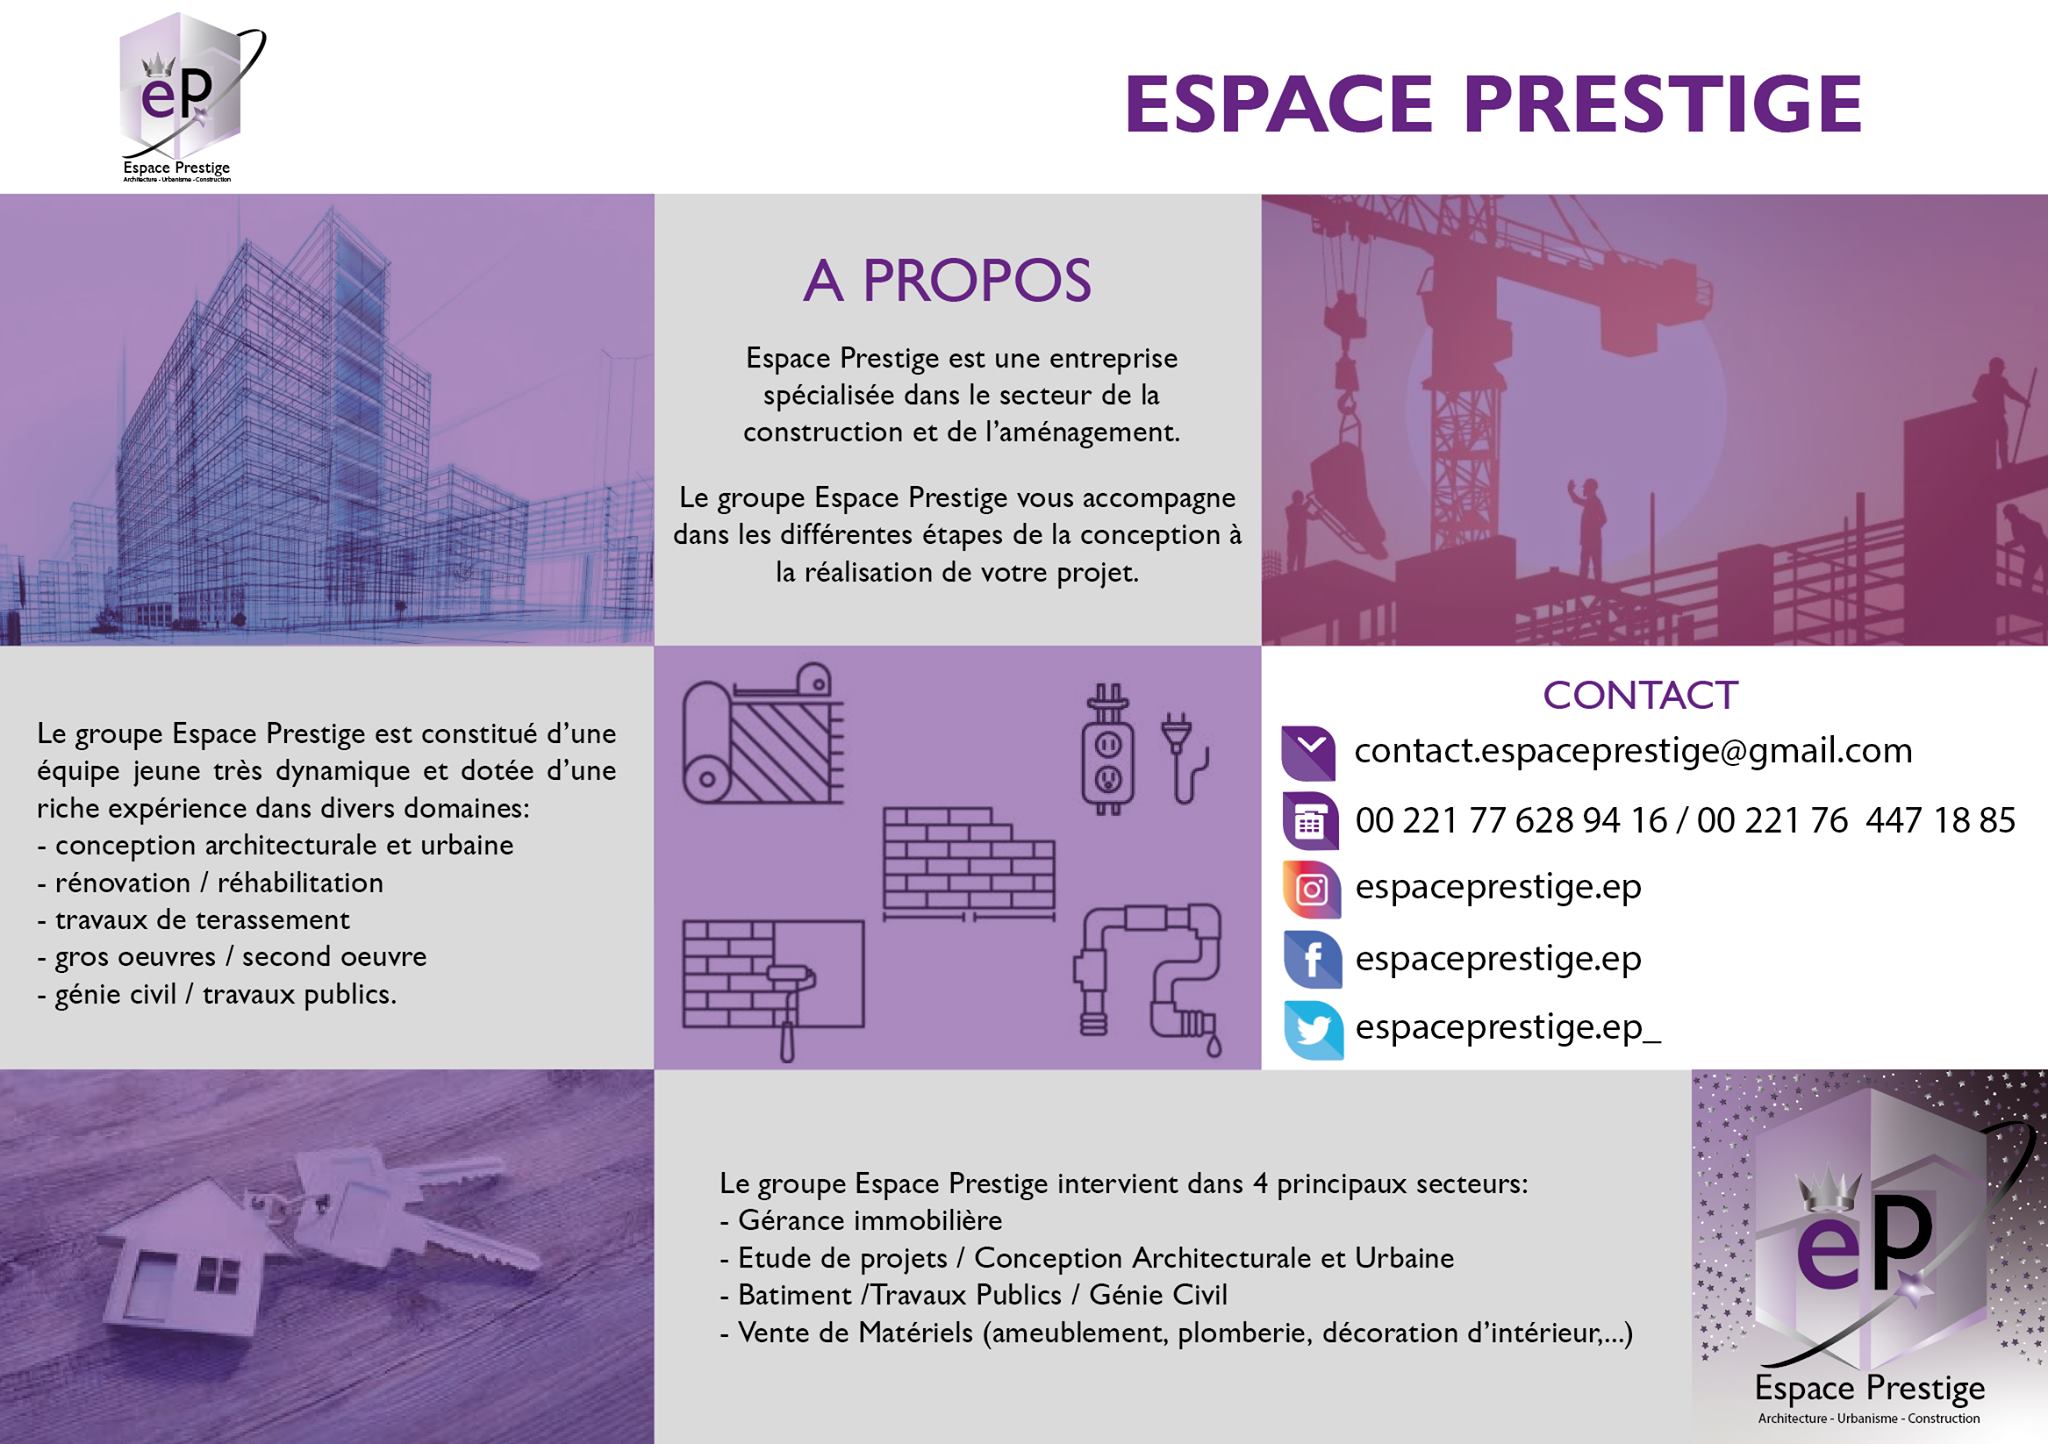 eP
Espace Prestige
Architecture - Urbanisme - Construction
ESPACE PRESTIGE
A PROPOS
Espace Prestige est une entreprise
spécialisée dans le secteur de la
construction et de l'aménagement.
Le groupe Espace Prestige vous accompagne
dans les différentes étapes de la conception à
la réalisation de votre projet.
Le groupe Espace Prestige est constitué d'une
équipe jeune très dynamique et dotée d'une
riche expérience dans divers domaines:
- conception architecturale et urbaine
- rénovation / réhabilitation
- travaux de terassement
- gros oeuvres / second oeuvre
- génie civil / travaux publics.
CONTACT
contact.espaceprestige@gmail.com
00 221 77 628 94 16 / 00 221 76  447 18 85
espaceprestige.ep
espaceprestige.ep
espaceprestige.ep_
Le groupe Espace Prestige intervient dans 4 principaux secteurs:
- Gérance immobilière
- Etude de projets / Conception Architecturale et Urbaine
- Batiment /Travaux Publics / Génie Civil
- Vente de Matériels (ameublement, plomberie, décoration d'intérieur,...)
eP
Espace Prestige
Architecture - Urbanisme - Construction